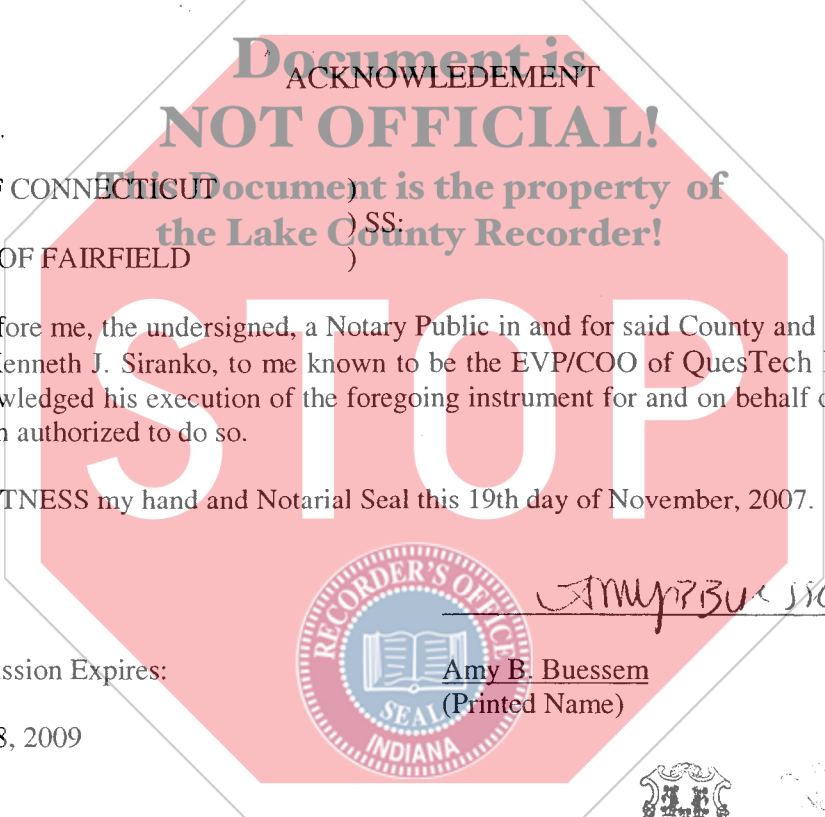 Document is
ACKNOWLEDEMENT
NOT OFFICIAL!
CONNECTICUT )
This Document is the property of
) SS:
the Lake County Recorder!
OF FAIRFIELD )
STOP
fore me, the undersigned, a Notary Public in and for said County and
Kenneth J. Siranko, to me known to be the EVP/COO of QuesTech
wledged his execution of the foregoing instrument for and on behalf
authorized to do so.
TNESS my hand and Notarial Seal this 19th day of November, 2007.
RECORDER'S OFFICE
SEAL
INDIANA
ssion Expires:
Amy B. Buessem
(Printed Name)
8, 2009